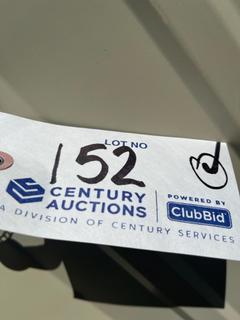 LOT NO
152
CENTURY
AUCTIONS
POWERED BY
ClubBid
A DIVISION OF CENTURY SERVICES